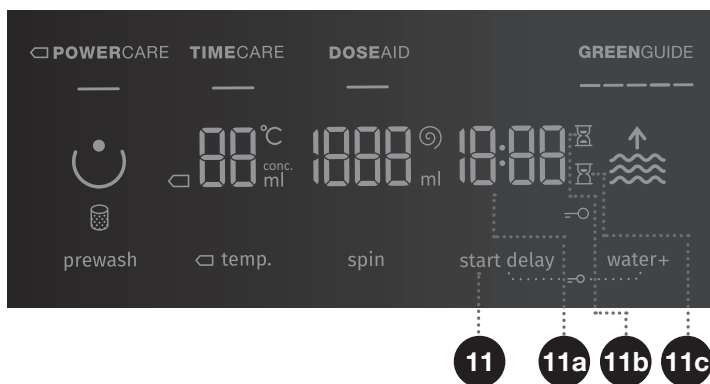 POWERCARE TIMECARE DOSEAID GREENGUIDE
88 °C 1888 18:88
conc.
ml ml
prewash temp. spin start delay water+
11 11a 11b 11c